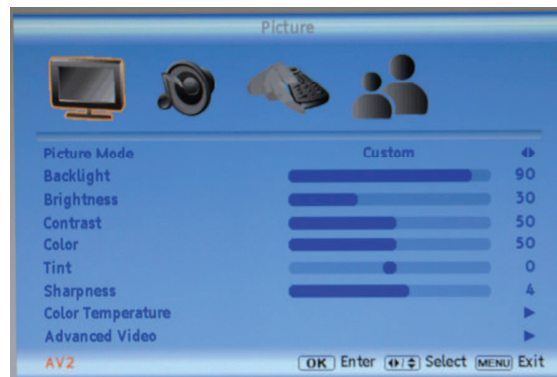 Picture
Picture Mode Custom
Backlight 90
Brightness 30
Contrast 50
Color 50
Tint 0
Sharpness 4
Color Temperature
Advanced Video
AV2 OK Enter Select MENU Exit